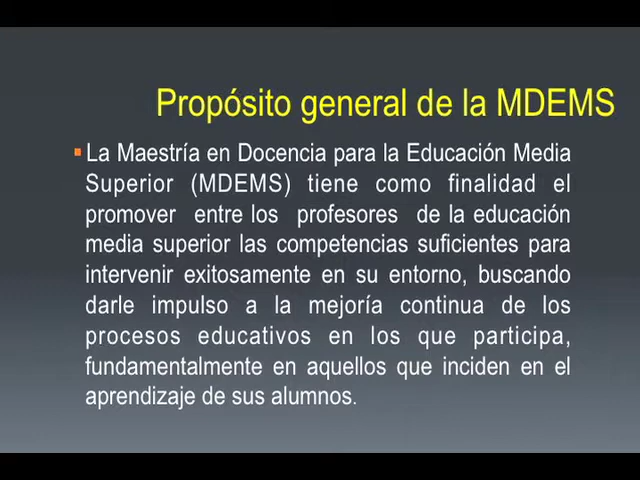 Propósito general de la MDEMS
La Maestría en Docencia para la Educación Media
Superior (MDEMS) tiene como finalidad el
promover entre los profesores de la educación
media superior las competencias suficientes para
intervenir exitosamente en su entorno, buscando
darle impulso a la mejoría continua de los
procesos educativos en los que participa,
fundamentalmente en aquellos que inciden en el
aprendizaje de sus alumnos.